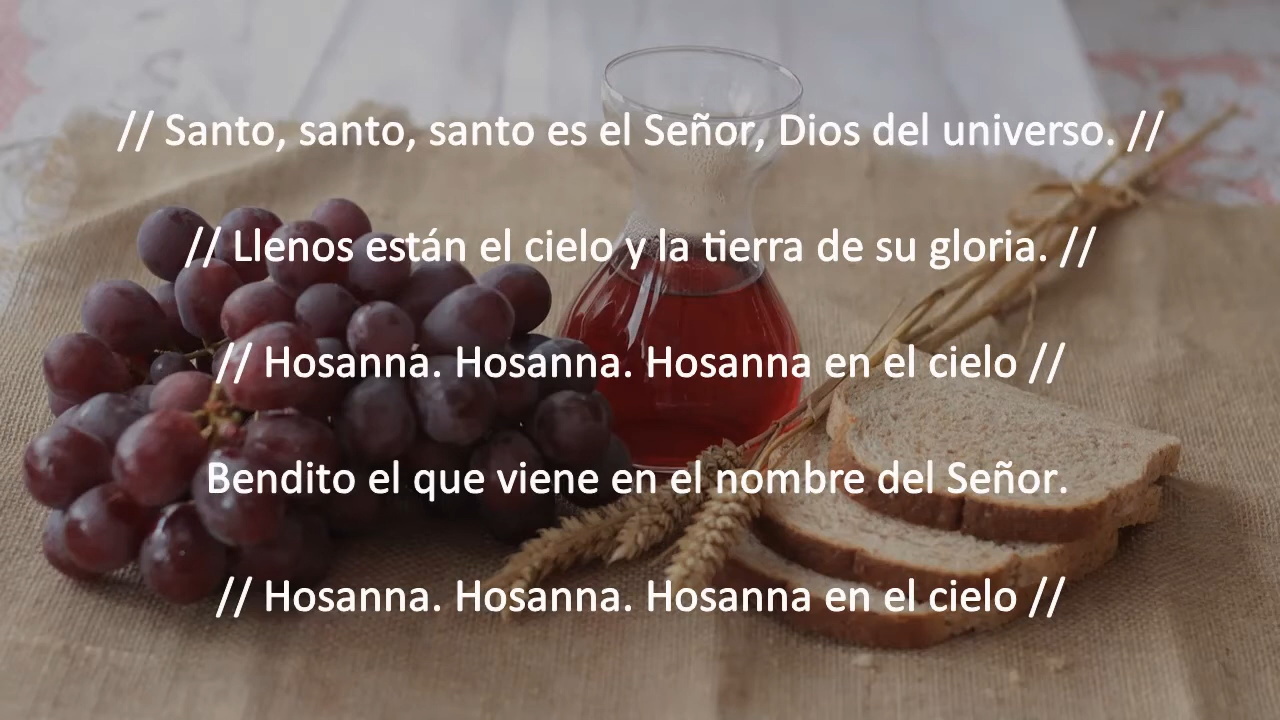 // Santo, santo, santo es el Señor, Dios del universo. //
// Llenos están el cielo y la tierra de su gloria. //
// Hosanna. Hosanna. Hosanna en el cielo //
Bendito el que viene en el nombre del Señor.
// Hosanna. Hosanna. Hosanna en el cielo //